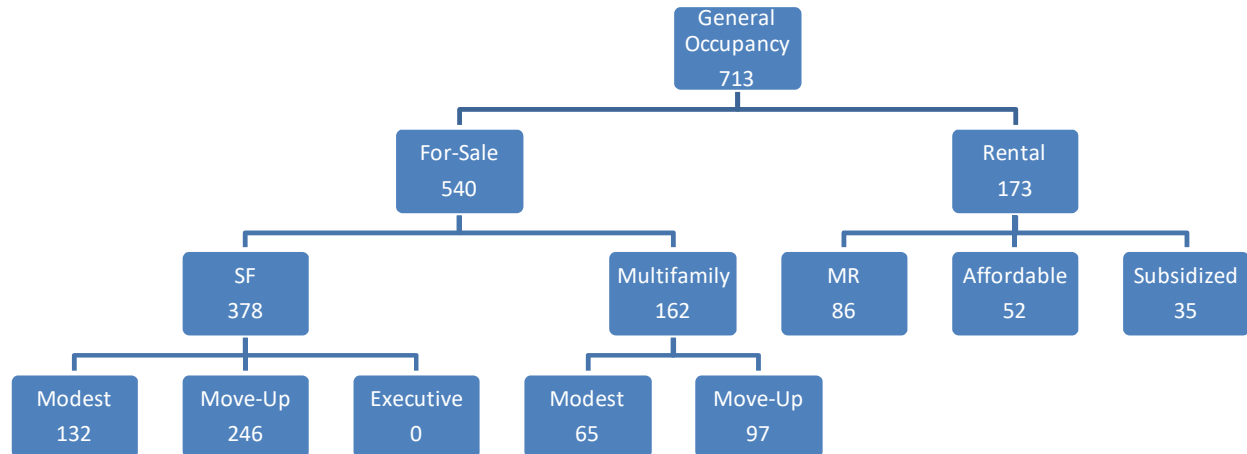 General
Occupancy
713
For-Sale
540
Rental
173
SF
378
Multifamily
162
MR
86
Affordable
52
Subsidized
35
Modest
132
Move-Up
246
Executive
0
Modest
65
Move-Up
97